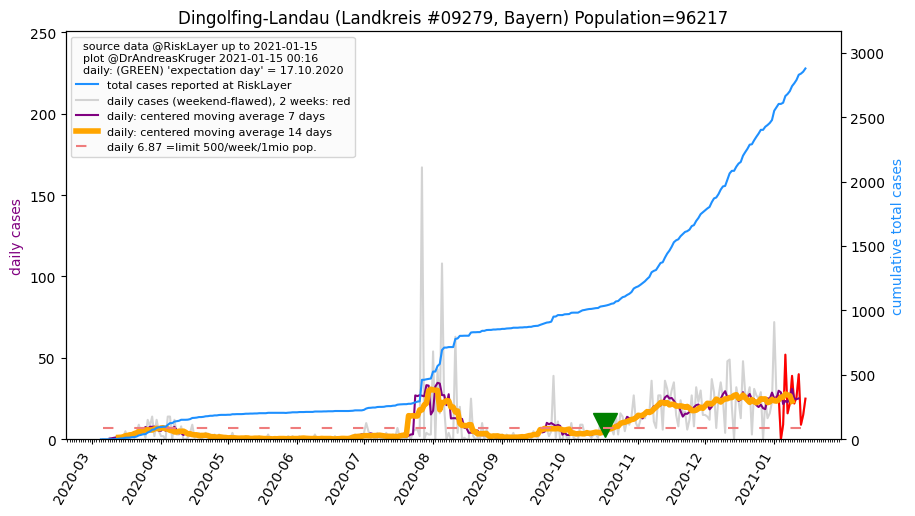 Dingolfing-Landau (Landkreis #09279, Bayern) Population=96217
source data @RiskLayer up to 2021-01-15
plot @DrAndreasKruger 2021-01-15 00:16
daily: (GREEN) 'expectation day' = 17.10.2020
total cases reported at RiskLayer
daily cases (weekend-flawed), 2 weeks: red
daily: centered moving average 7 days
daily: centered moving average 14 days
daily 6.87 =limit 500/week/1mio pop.
daily cases
250
200
150
100
50
0
cumulative total cases
3000
2500
2000
1500
1000
500
0
2020-03
2020-04
2020-05
2020-06
2020-07
2020-08
2020-09
2020-10
2020-11
2020-12
2021-01